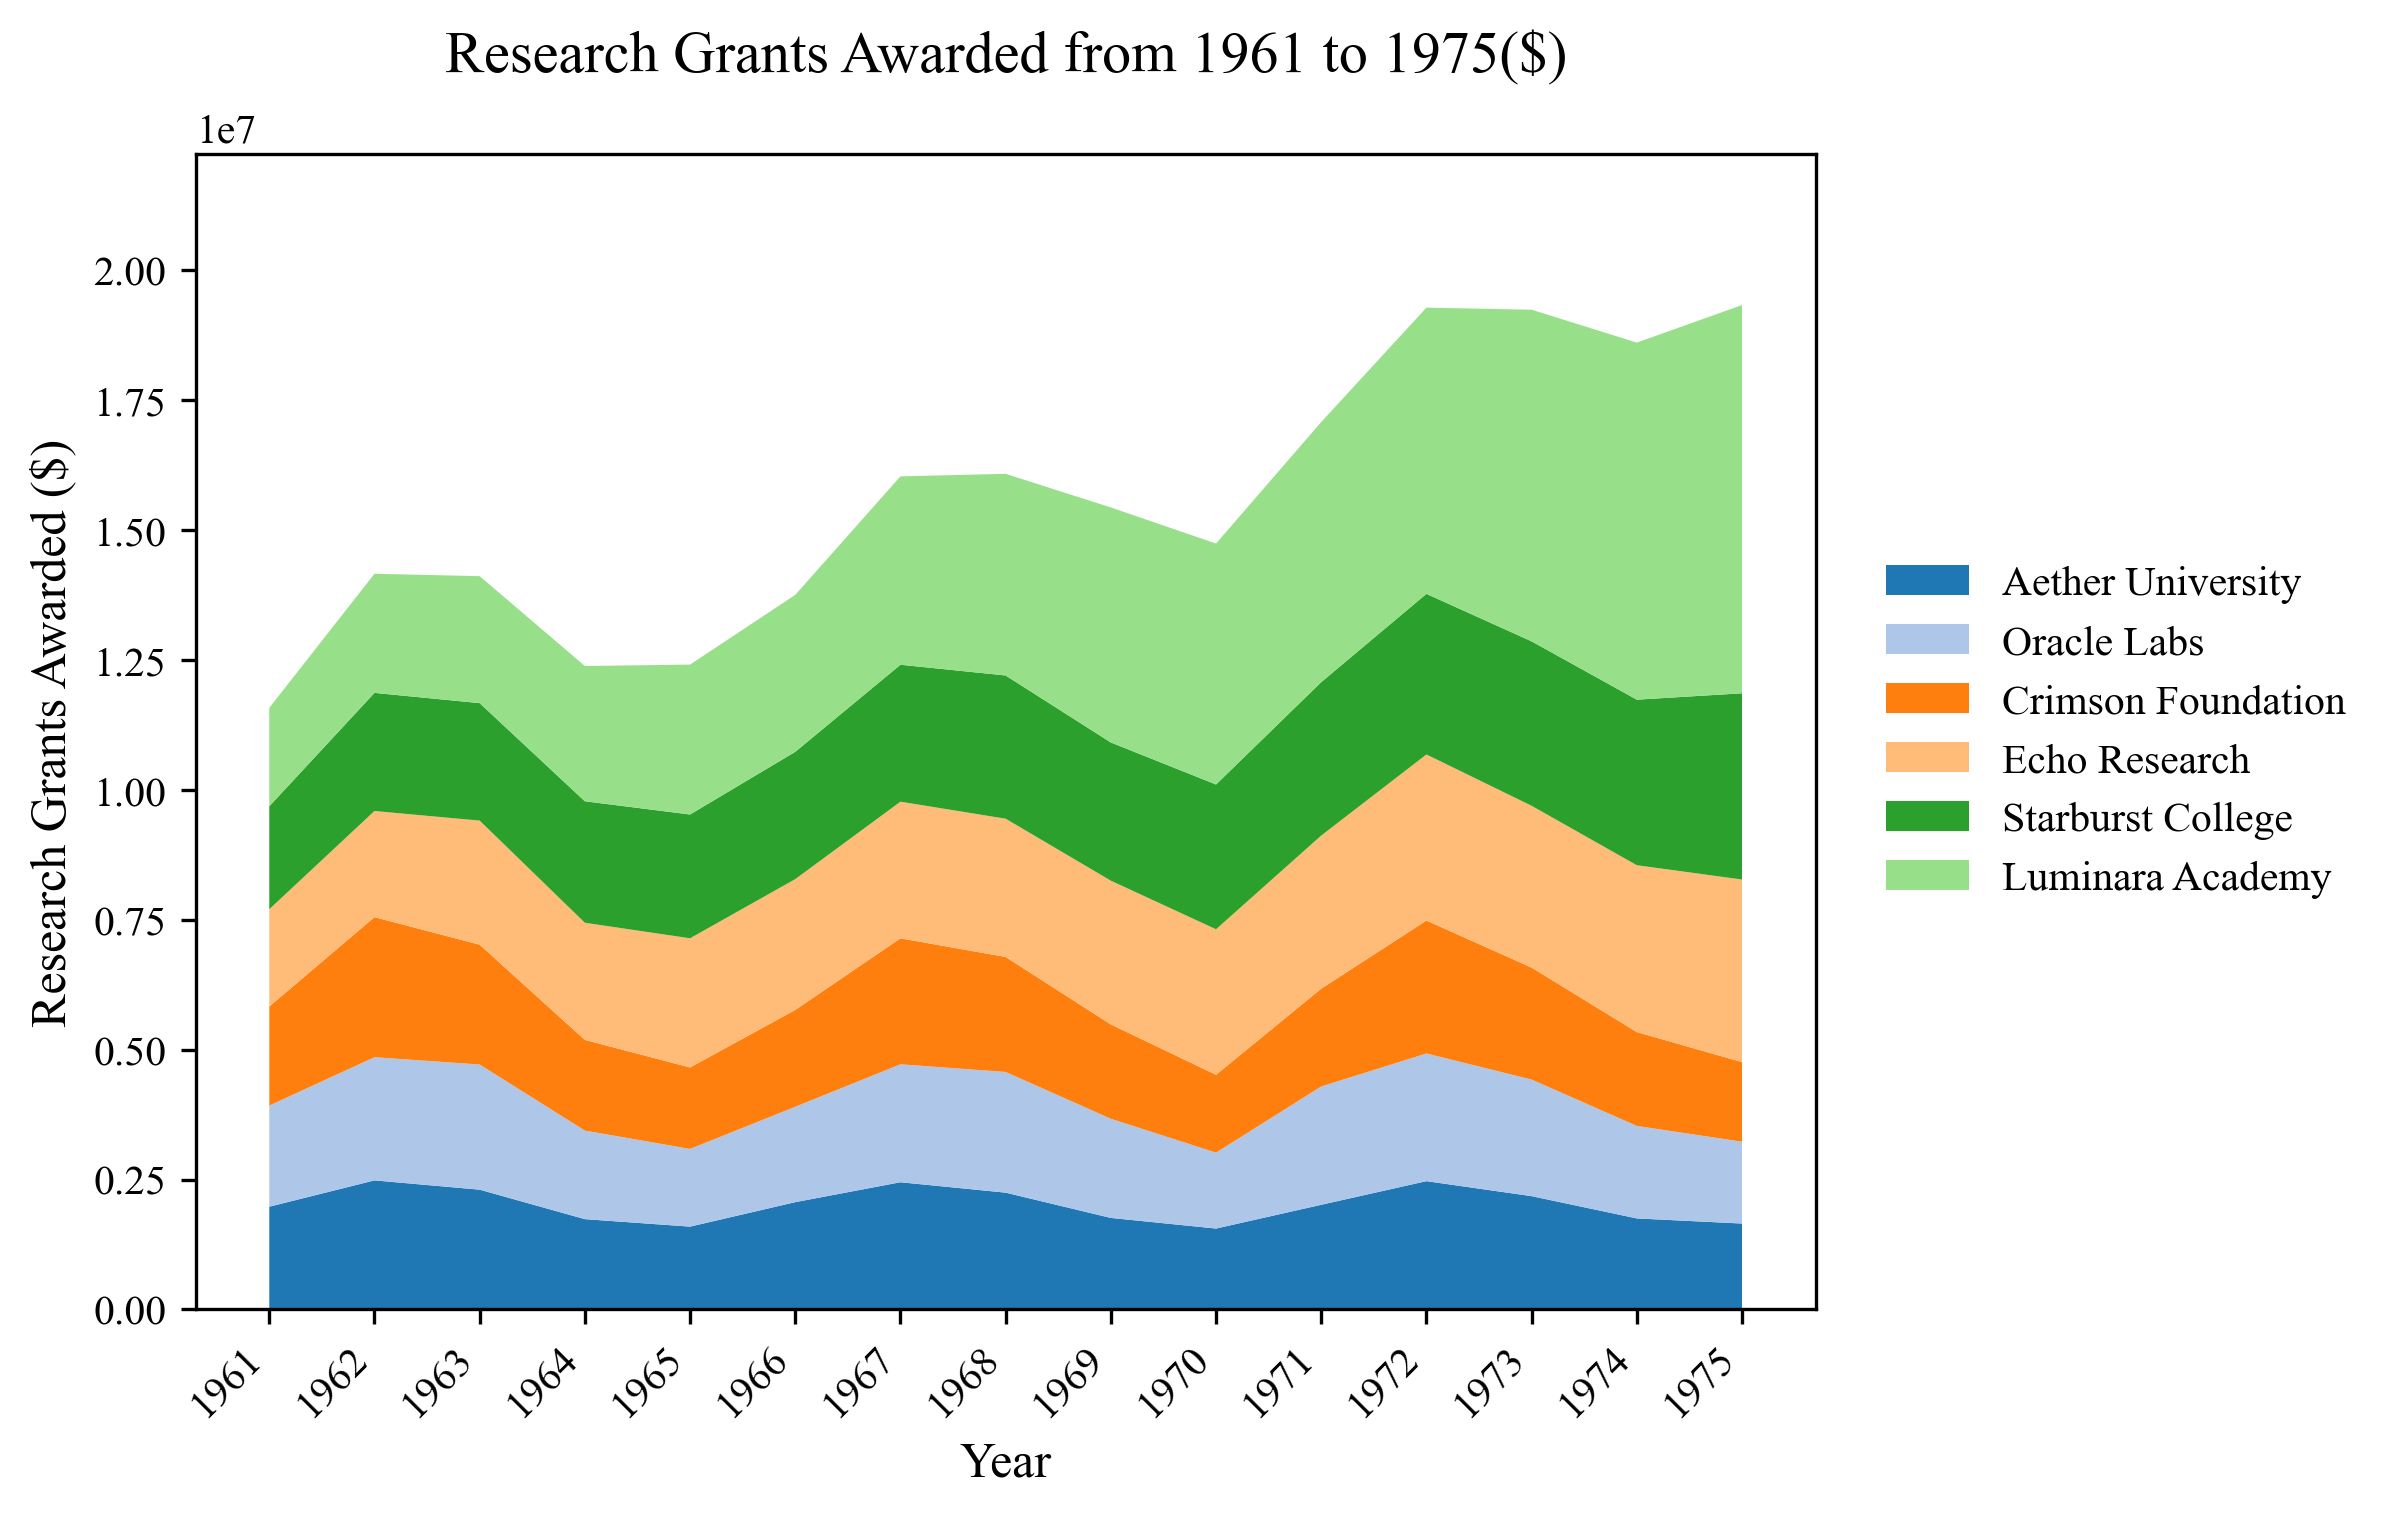 Research Grants Awarded from 1961 to 1975($)
1e7
2.00
1.75
1.50
1.25
1.00
0.75
0.50
0.25
0.00
Research Grants Awarded ($)
1961
1962
1963
1964
1965
1966
1967
1968
1969
1970
1971
1972
1973
1974
1975
Year
Aether University
Oracle Labs
Crimson Foundation
Echo Research
Starburst College
Luminara Academy